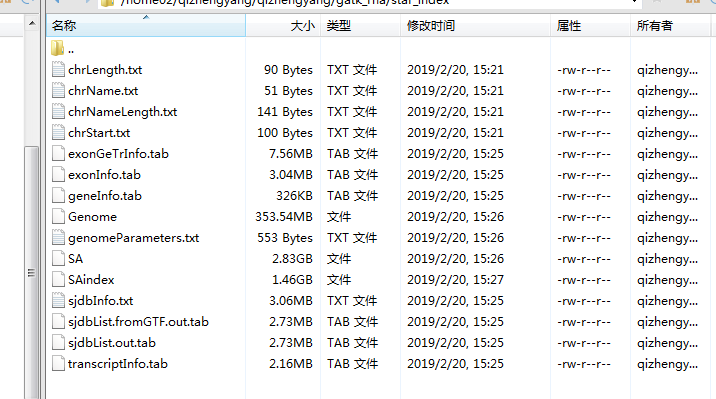 /home02/qizhengyang/qizhengyang/gatk_rna/star_index
名称 大小 类型 修改时间 属性 所有者
..
chrLength.txt 90 Bytes TXT 文件 2019/2/20, 15:21 -rw-r--r-- qizhengy...
chrName.txt 51 Bytes TXT 文件 2019/2/20, 15:21 -rw-r--r-- qizhengy...
chrNameLength.txt 141 Bytes TXT 文件 2019/2/20, 15:21 -rw-r--r-- qizhengy...
chrStart.txt 100 Bytes TXT 文件 2019/2/20, 15:21 -rw-r--r-- qizhengy...
exonGeTrInfo.tab 7.56MB TAB 文件 2019/2/20, 15:25 -rw-r--r-- qizhengy...
exonInfo.tab 3.04MB TAB 文件 2019/2/20, 15:25 -rw-r--r-- qizhengy...
geneInfo.tab 326KB TAB 文件 2019/2/20, 15:25 -rw-r--r-- qizhengy...
Genome 353.54MB 文件 2019/2/20, 15:26 -rw-r--r-- qizhengy...
genomeParameters.txt 553 Bytes TXT 文件 2019/2/20, 15:26 -rw-r--r-- qizhengy...
SA 2.83GB 文件 2019/2/20, 15:26 -rw-r--r-- qizhengy...
SAindex 1.46GB 文件 2019/2/20, 15:27 -rw-r--r-- qizhengy...
sjdbInfo.txt 3.06MB TXT 文件 2019/2/20, 15:25 -rw-r--r-- qizhengy...
sjdbList.fromGTF.out.tab 2.73MB TAB 文件 2019/2/20, 15:25 -rw-r--r-- qizhengy...
sjdbList.out.tab 2.73MB TAB 文件 2019/2/20, 15:25 -rw-r--r-- qizhengy...
transcriptInfo.tab 2.16MB TAB 文件 2019/2/20, 15:25 -rw-r--r-- qizhengy...